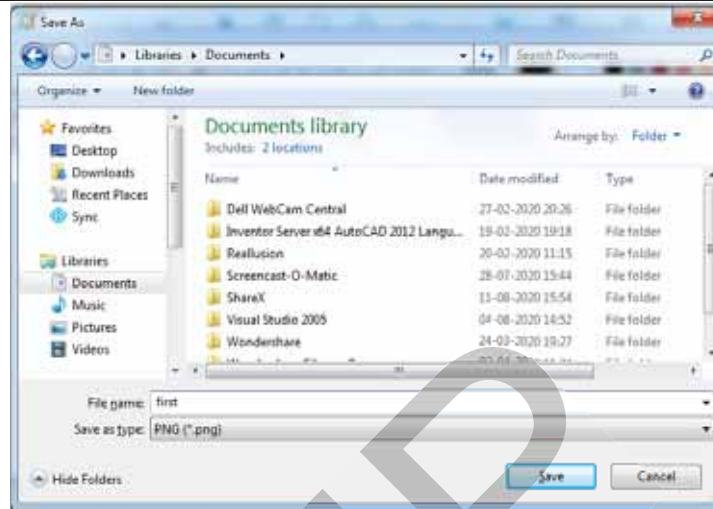 Save As
Libraries ▸ Documents ▸
Search Documents
Organize ▾ New folder
Favorites
Desktop
Downloads
Recent Places
Sync
Libraries
Documents
Music
Pictures
Videos
Documents library
Includes: 2 locations
Arrange by: Folder ▾
Name Date modified Type
Dell WebCam Central 27-02-2020 20:26 File folder
Inventor Server x64 AutoCAD 2012 Langu... 19-02-2020 19:18 File folder
Reallusion 20-02-2020 11:15 File folder
Screencast-O-Matic 28-07-2020 15:44 File folder
ShareX 11-08-2020 15:54 File folder
Visual Studio 2005 04-08-2020 14:52 File folder
Wondershare 24-03-2020 19:27 File folder
File name: first
Save as type: PNG (*.png)
Hide Folders
Save Cancel